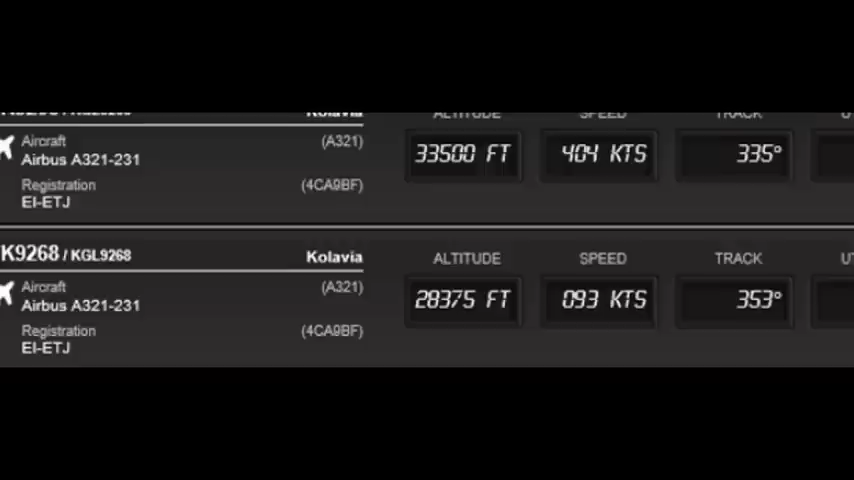 Kolavia ALTITUDE SPEED TRACK
Aircraft (A321)
Airbus A321-231 33500 FT 404 KTS 335°
Registration (4CA9BF)
EI-ETJ
K9268 / KGL9268 Kolavia ALTITUDE SPEED TRACK
Aircraft (A321)
Airbus A321-231 28375 FT 093 KTS 353°
Registration (4CA9BF)
EI-ETJ